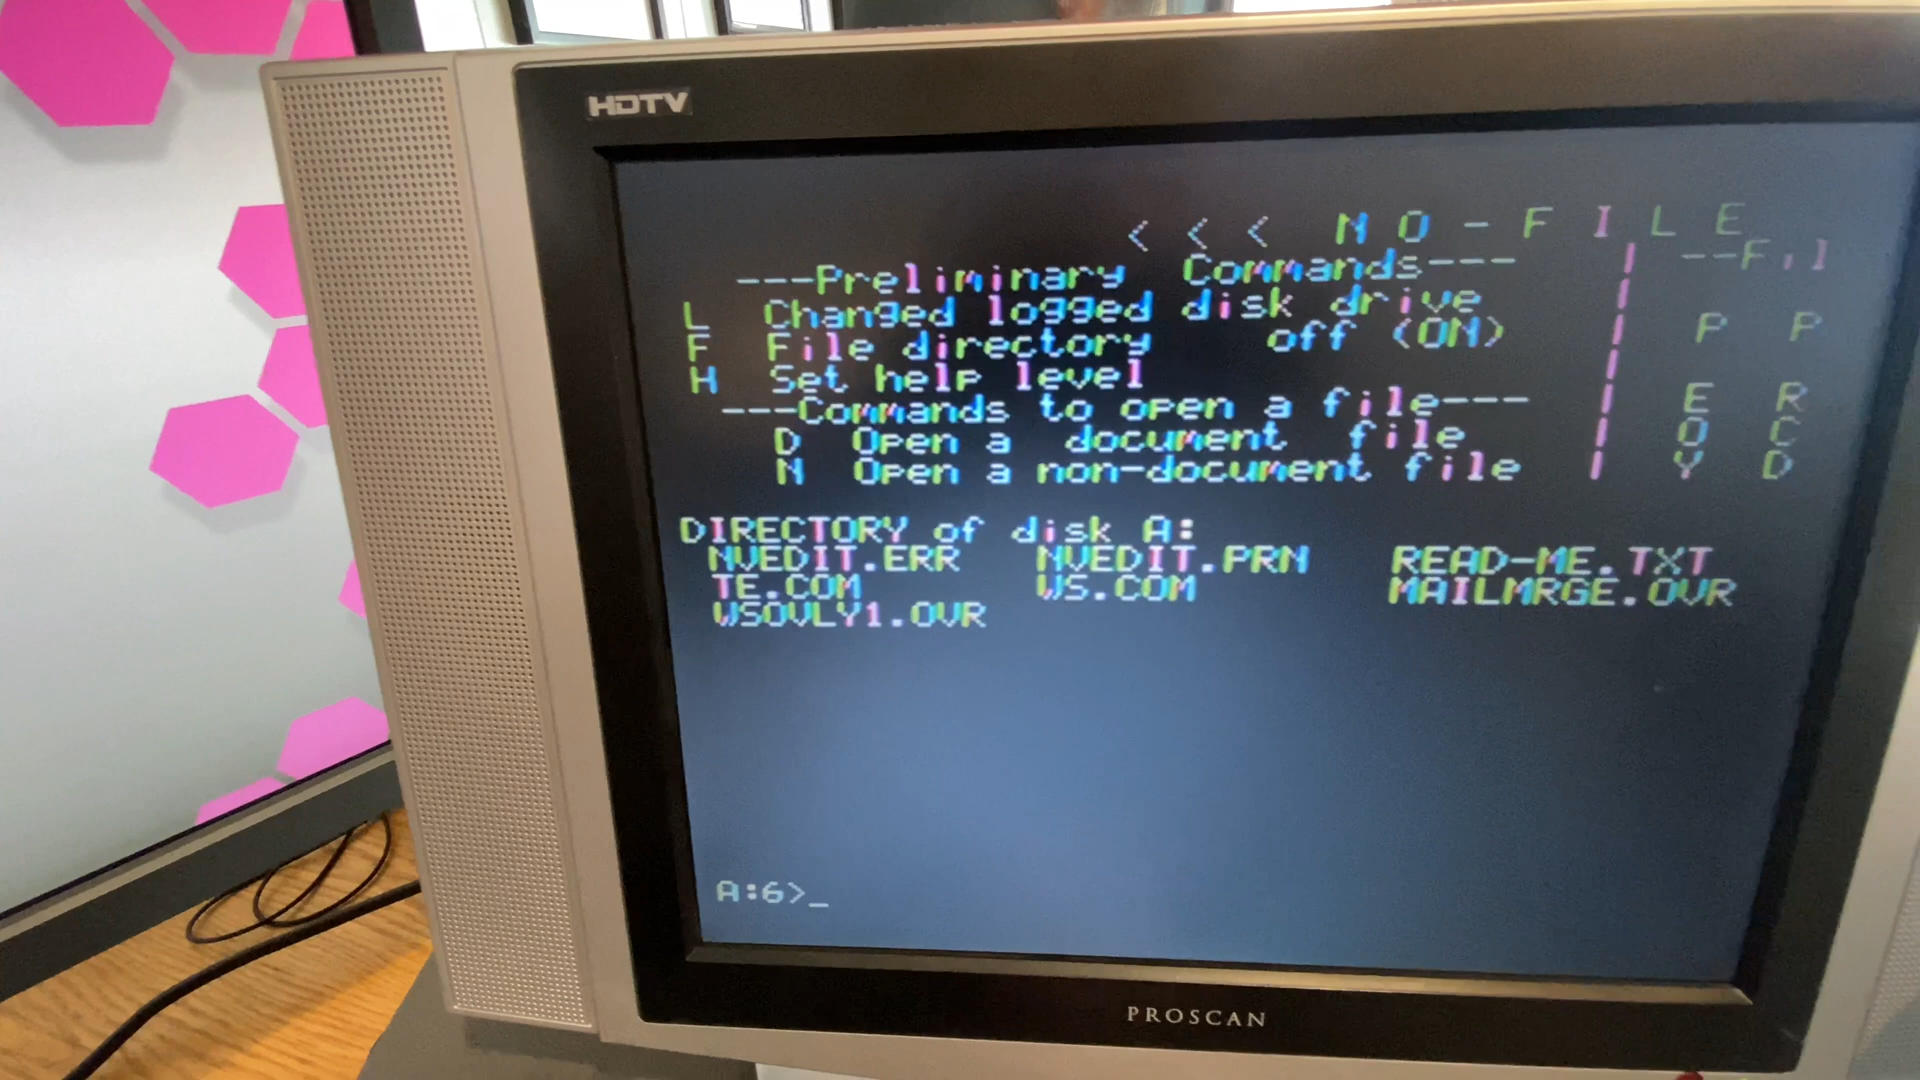 HDTV
< < < N O - F I L E
---Preliminary Commands--- | --Fil
L Changed logged disk drive |
F File directory off (ON) | P P
H Set help level |
---Commands to open a file--- | E R
D Open a document file | O C
N Open a non-document file | Y D
DIRECTORY of disk A:
NVEDIT.ERR NVEDIT.PRN READ-ME.TXT
TE.COM WS.COM MAILMRGE.OVR
WSOVLY1.OVR
A:6>_
PROSCAN